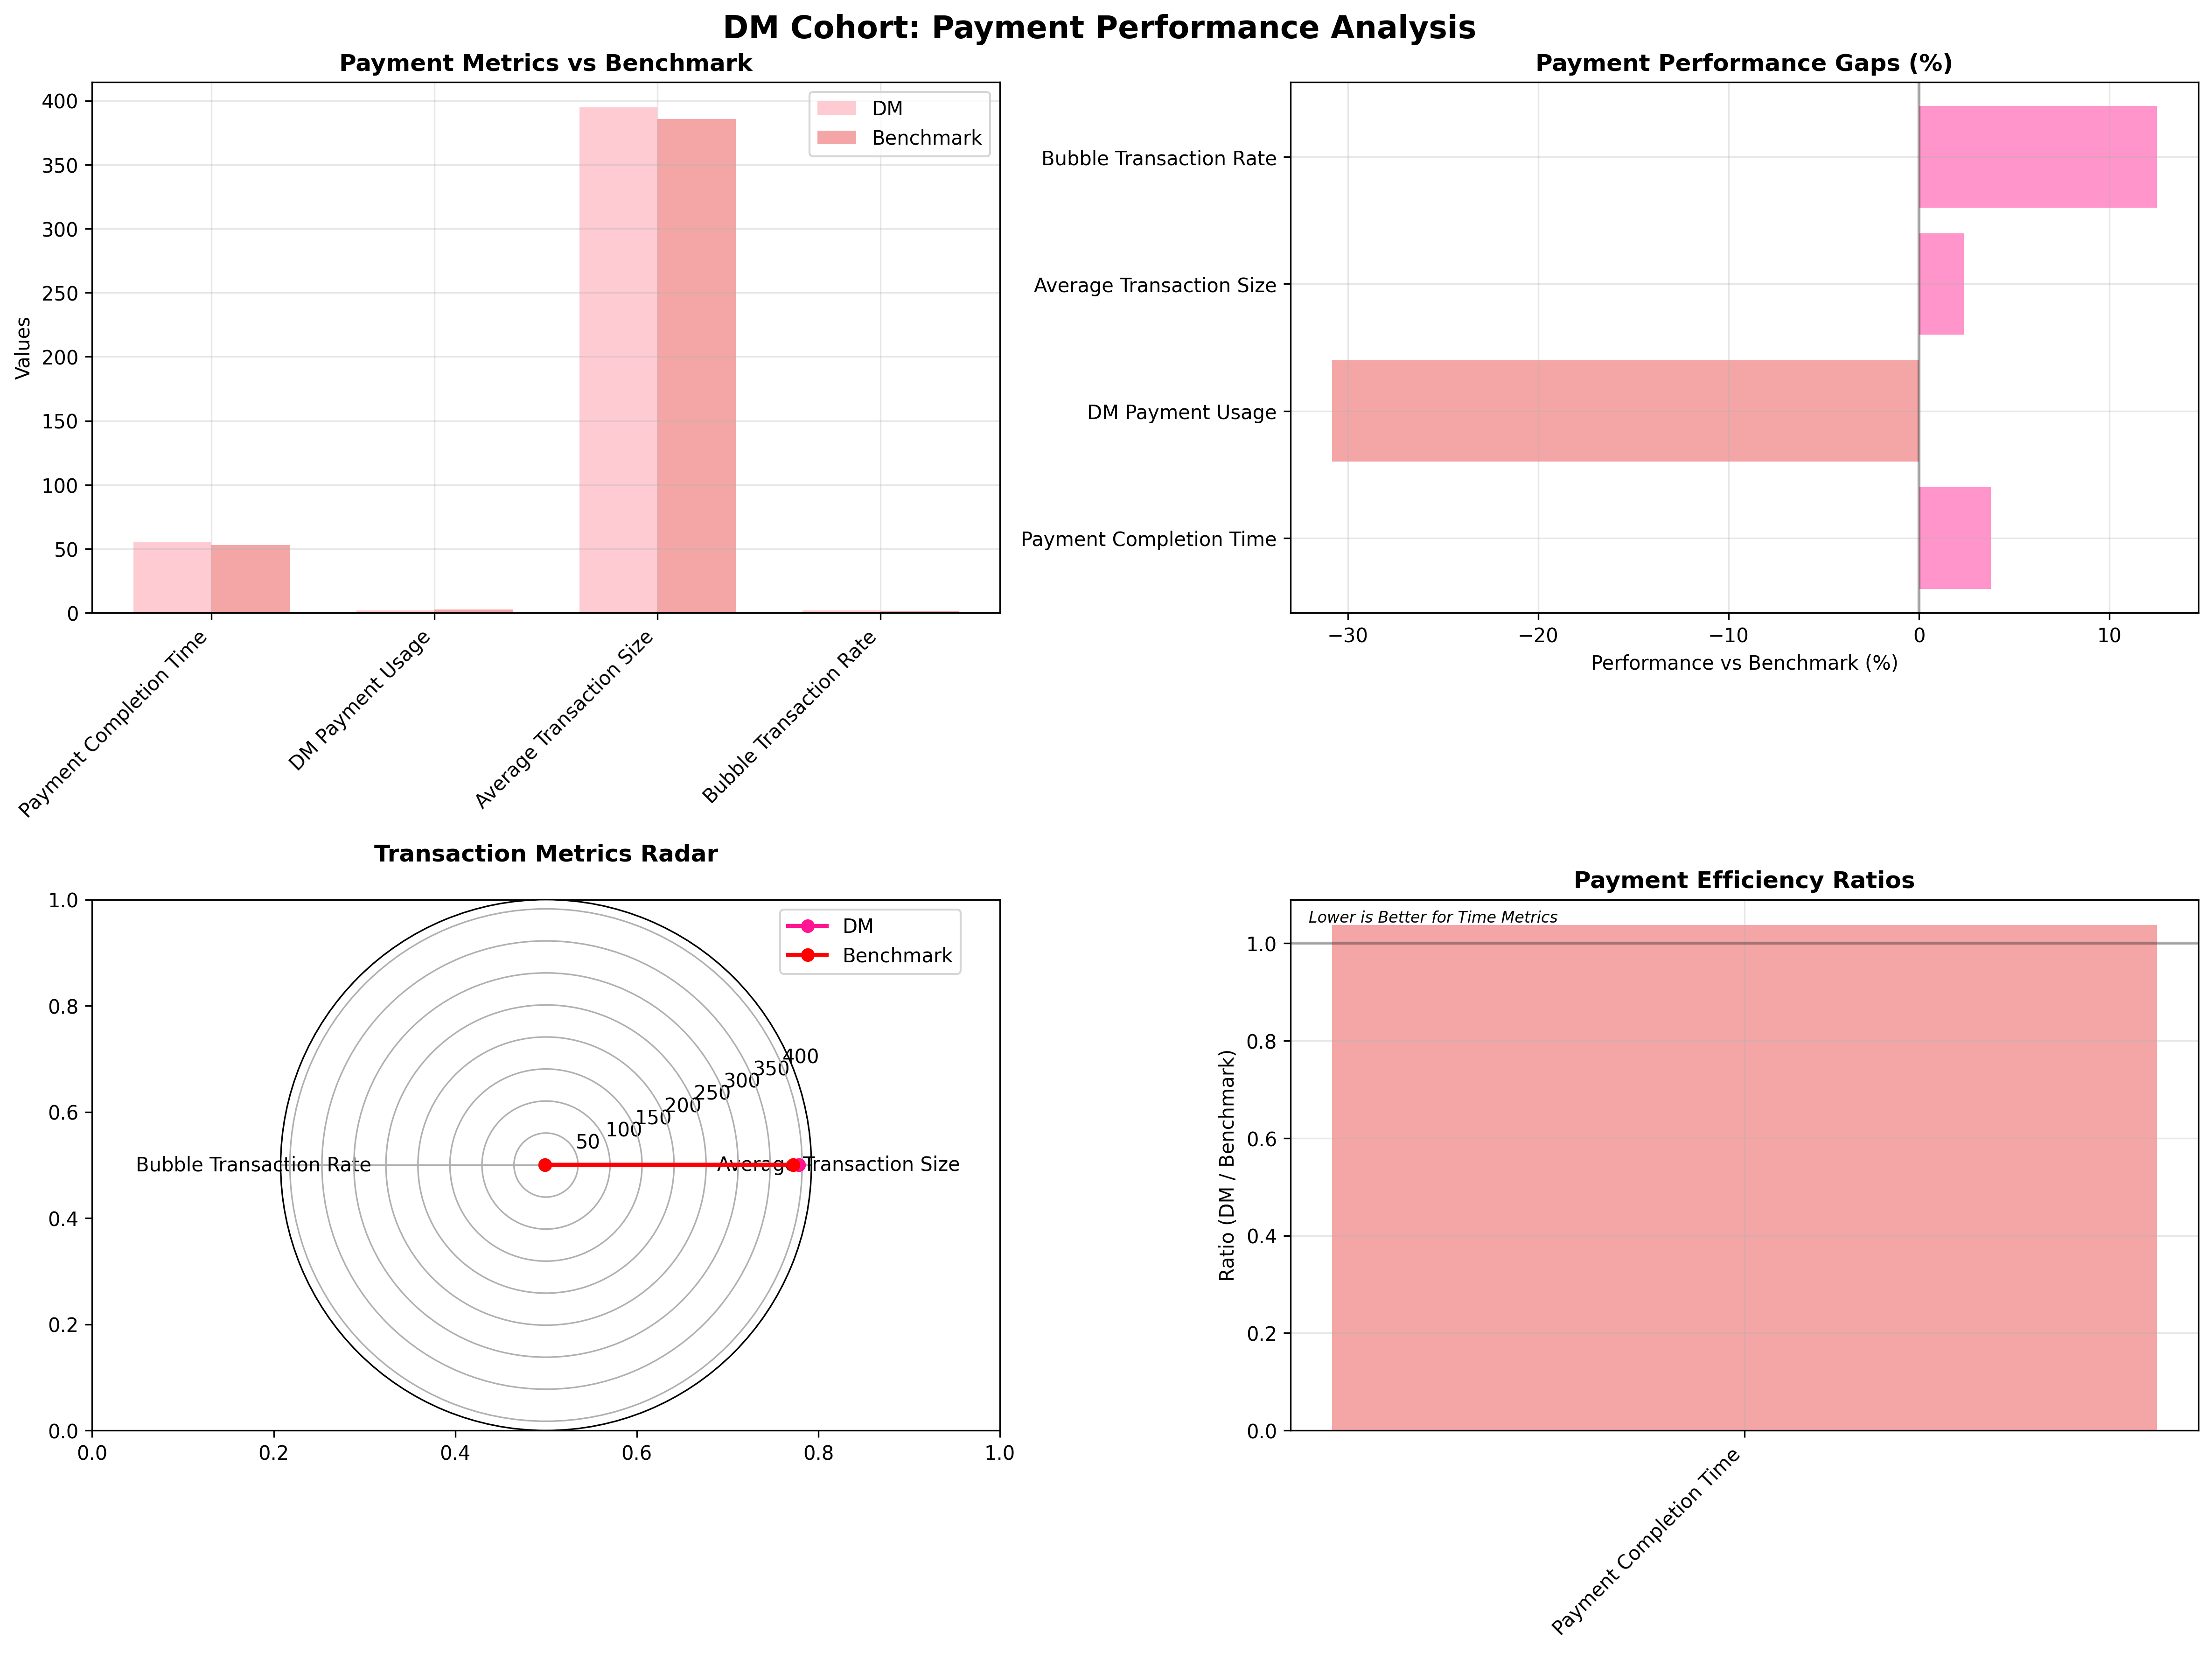 DM Cohort: Payment Performance Analysis
Payment Metrics vs Benchmark
DM
Benchmark
Values
400
350
300
250
200
150
100
50
0
Payment Completion Time
DM Payment Usage
Average Transaction Size
Bubble Transaction Rate
Payment Performance Gaps (%)
Bubble Transaction Rate
Average Transaction Size
DM Payment Usage
Payment Completion Time
−30
−20
−10
0
10
Performance vs Benchmark (%)
Transaction Metrics Radar
DM
Benchmark
1.0
0.8
0.6
0.4
0.2
0.0
0.0
0.2
0.4
0.6
0.8
1.0
400
350
300
250
200
150
100
50
Bubble Transaction Rate
Average Transaction Size
Payment Efficiency Ratios
Lower is Better for Time Metrics
Ratio (DM / Benchmark)
1.0
0.8
0.6
0.4
0.2
0.0
Payment Completion Time